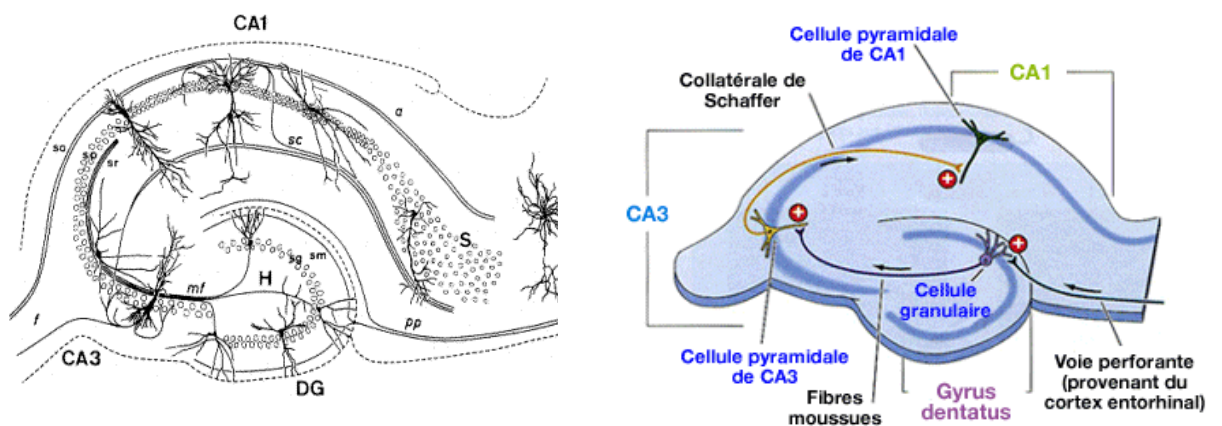 CA1
a
sc
so
sp
sr
S
sg
sm
H
mf
f
pp
CA3
DG
Cellule pyramidale
de CA1
CA1
Collatérale de
Schaffer
CA3
Cellule
granulaire
Cellule pyramidale
de CA3
Fibres
moussues
Gyrus
dentatus
Voie perforante
(provenant du
cortex entorhinal)